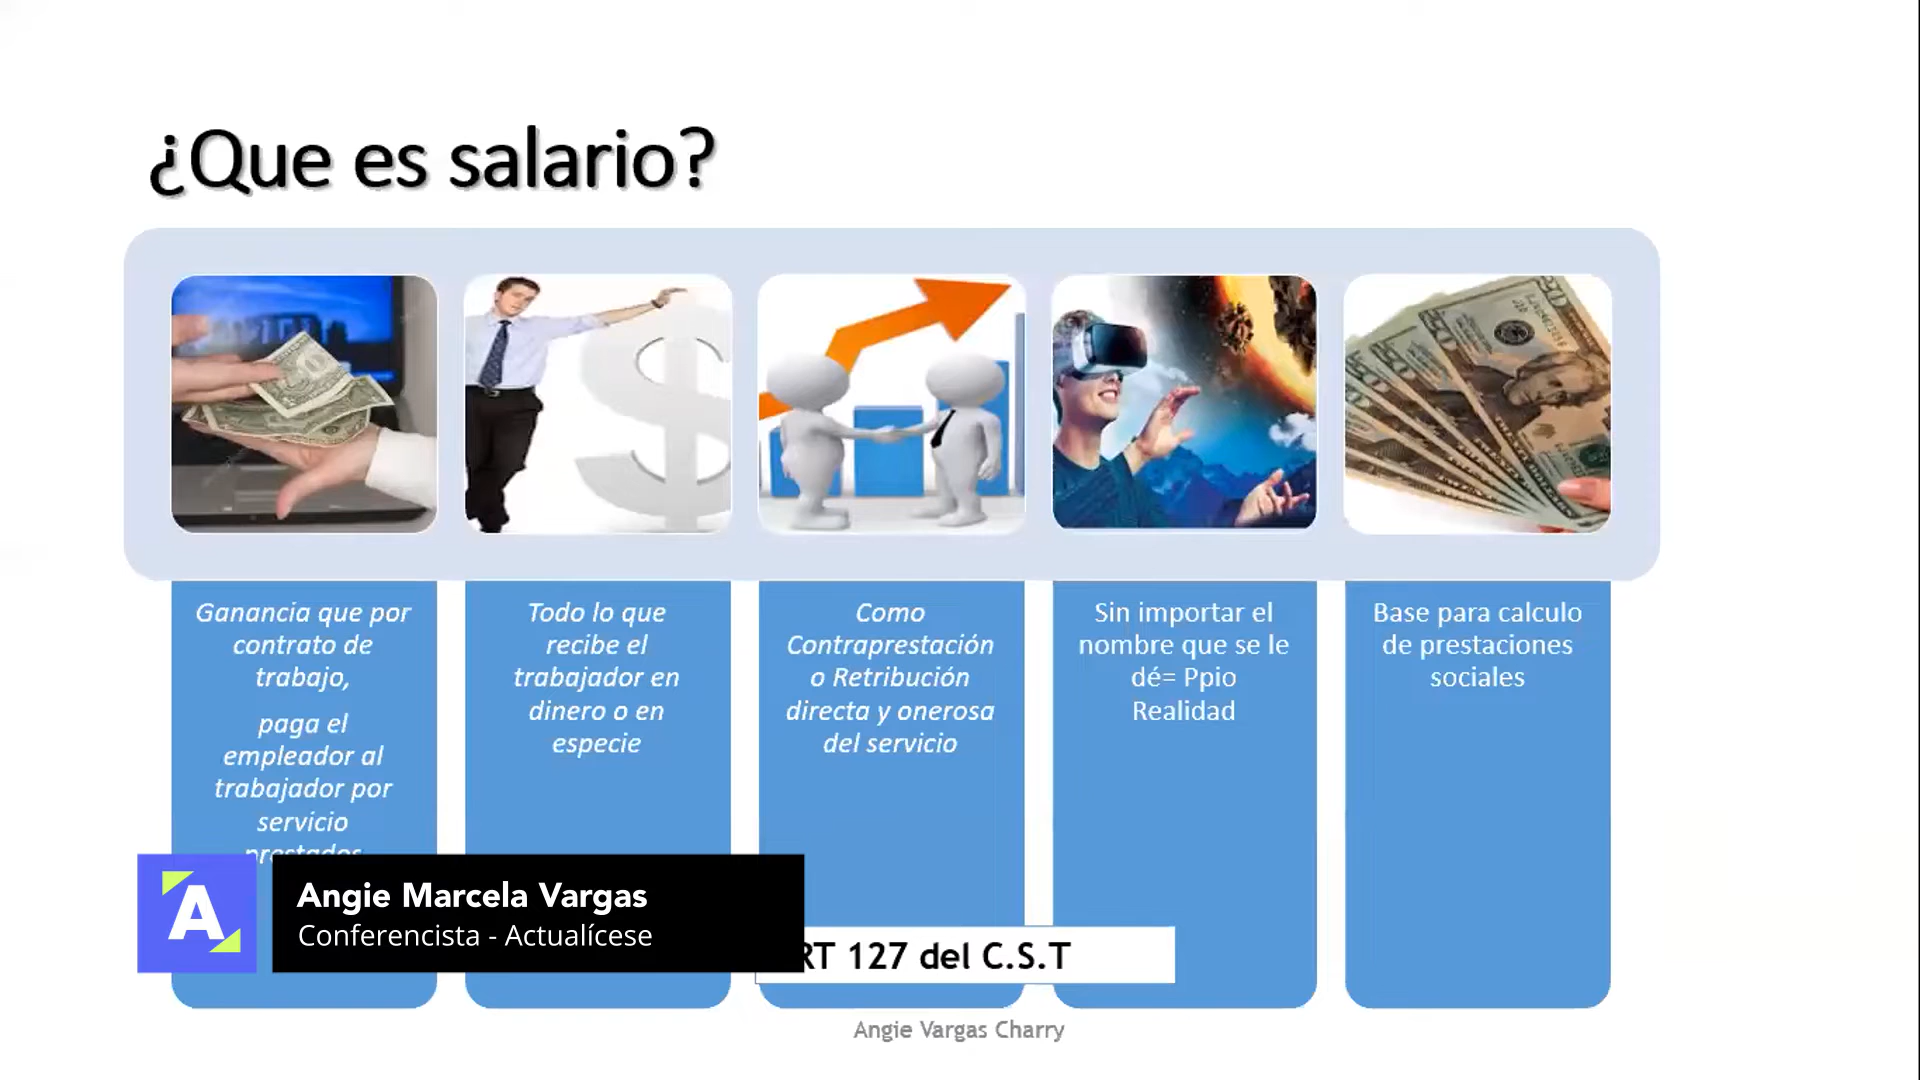 ¿Que es salario?
Ganancia que por
contrato de
trabajo,
paga el
empleador al
trabajador por
servicio
prestados
Todo lo que
recibe el
trabajador en
dinero o en
especie
Como
Contraprestación
o Retribución
directa y onerosa
del servicio
Sin importar el
nombre que se le
dé= Ppio
Realidad
Base para calculo
de prestaciones
sociales
A
Angie Marcela Vargas
Conferencista - Actualícese
RT 127 del C.S.T
Angie Vargas Charry